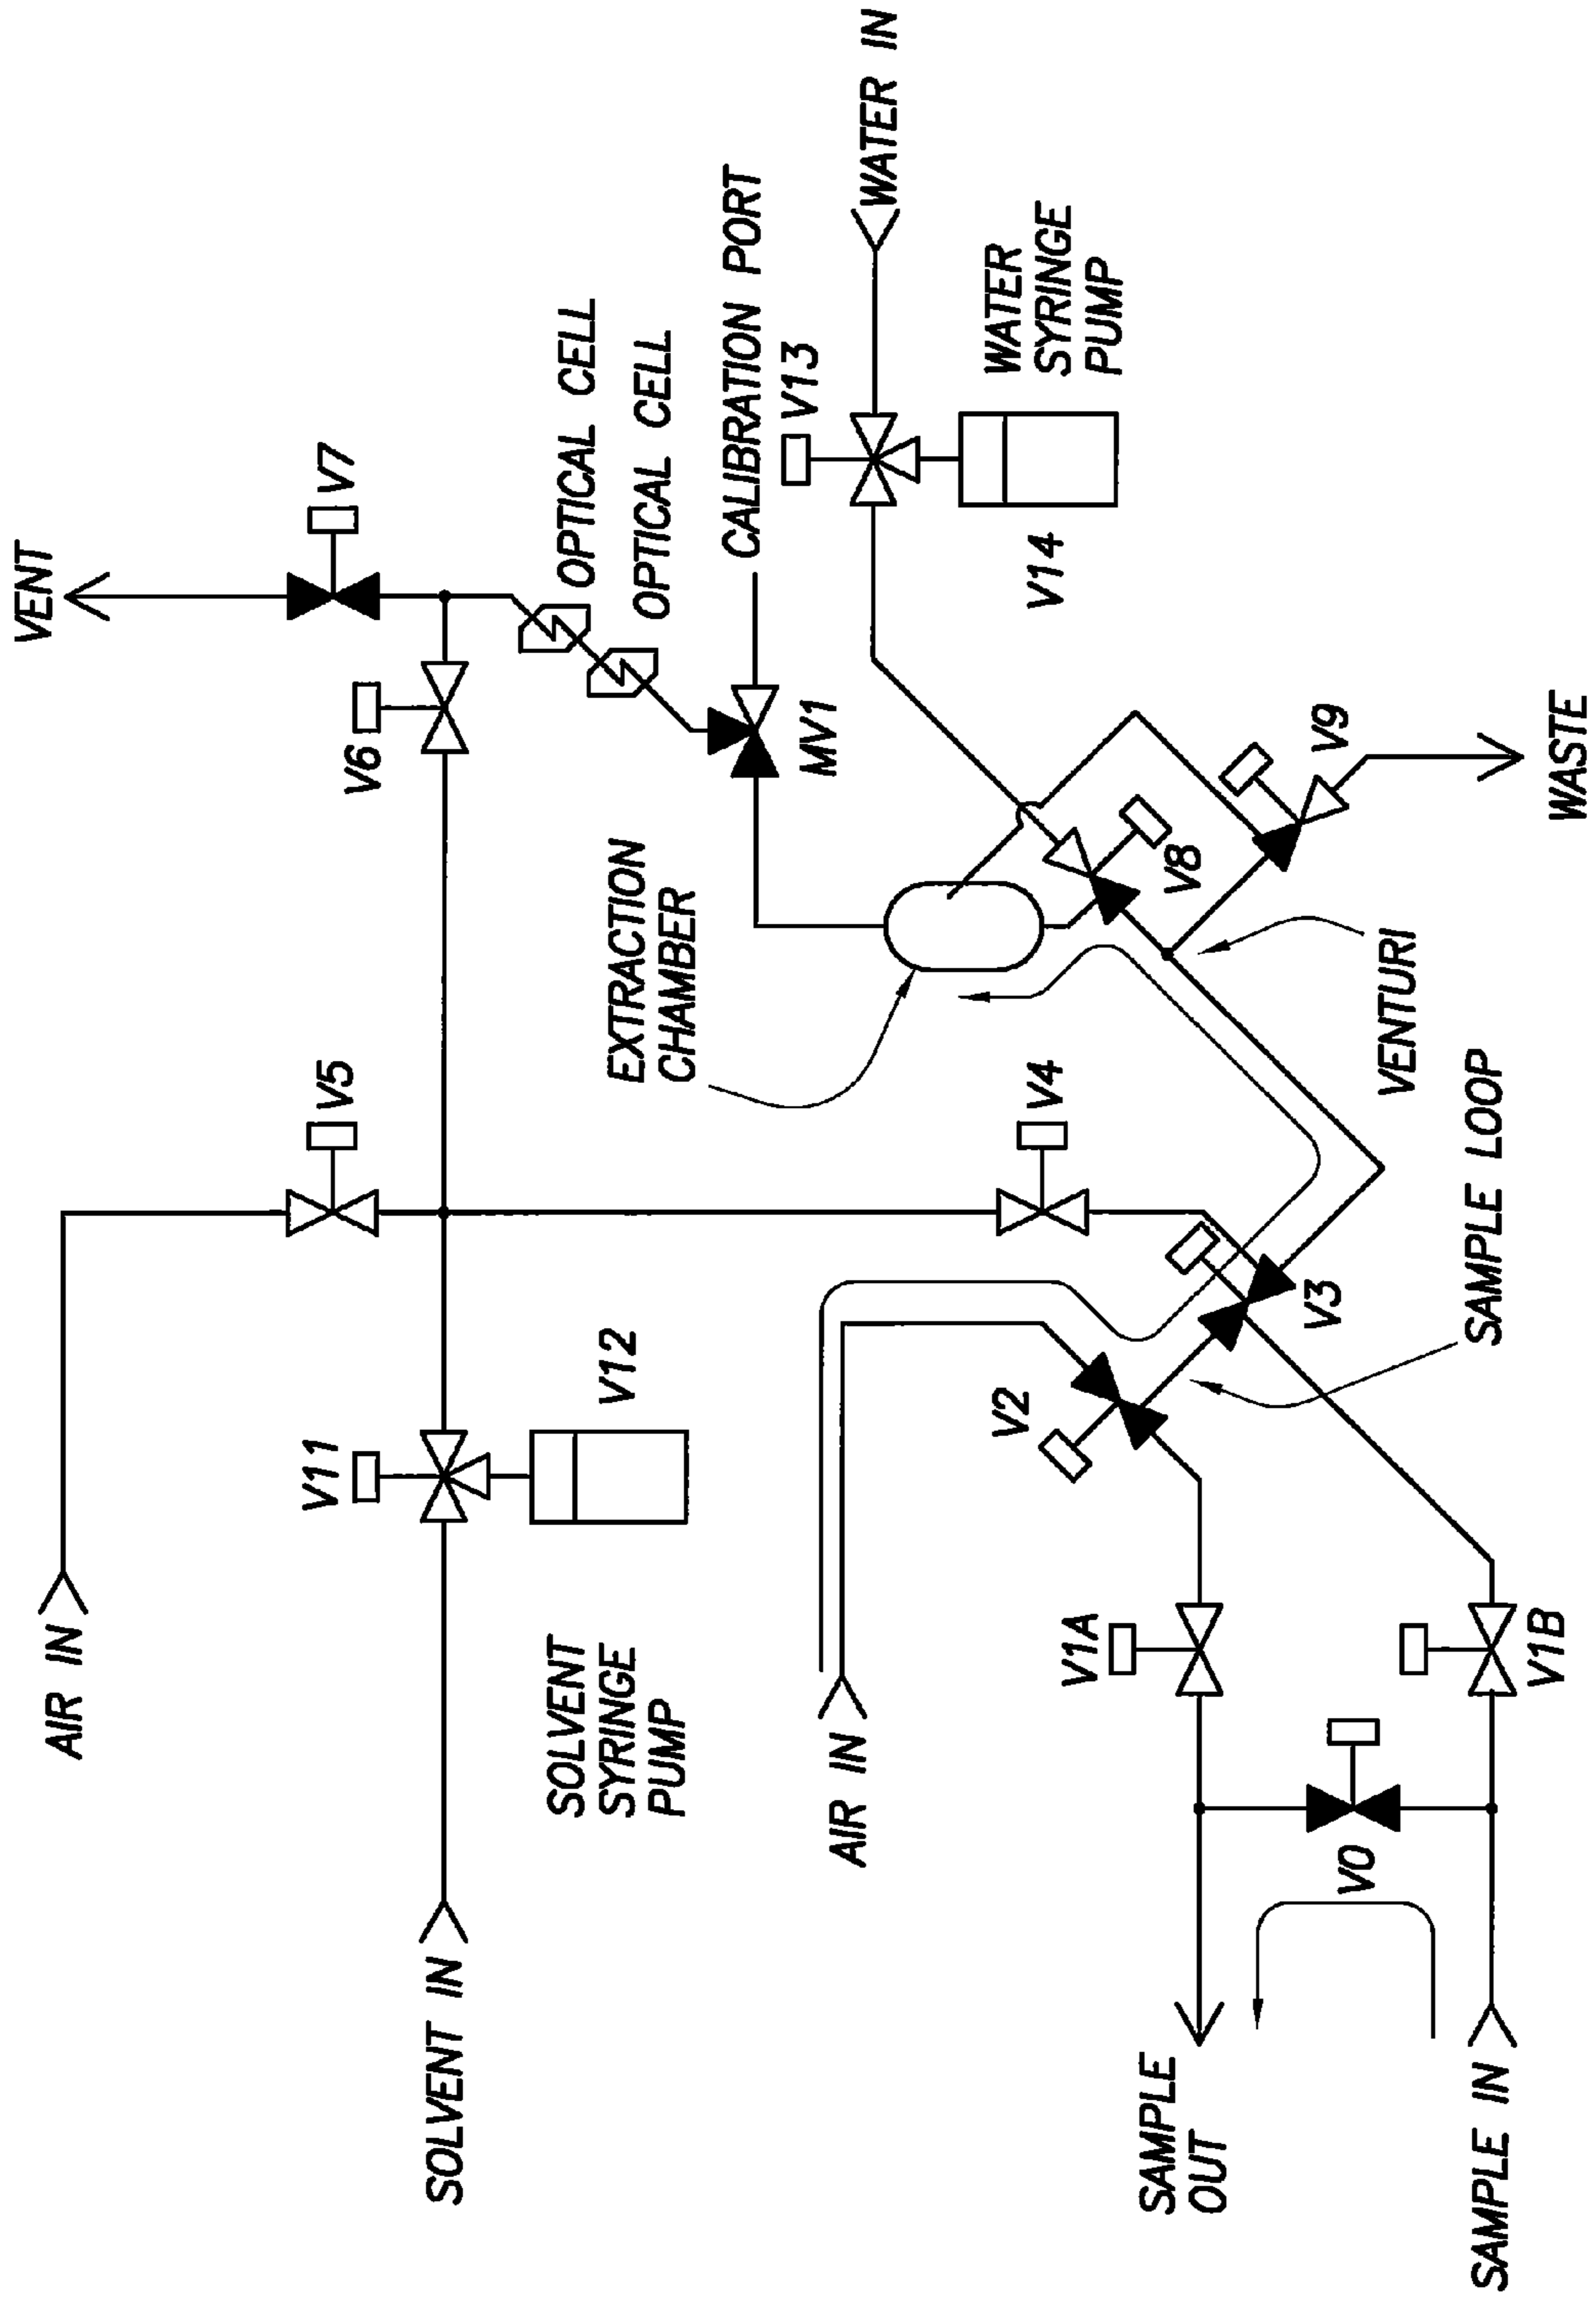 VENT
V7
V6
OPTICAL CELL
OPTICAL CELL
CALIBRATION PORT
MV1
V13
WATER IN
WATER
SYRINGE
PUMP
V14
V5
AIR IN
V11
V12
SOLVENT IN
SOLVENT
SYRINGE
PUMP
EXTRACTION
CHAMBER
V8
V9
WASTE
VENTURI
V4
V3
V2
SAMPLE LOOP
AIR IN
V1A
V1B
V0
SAMPLE
OUT
SAMPLE IN